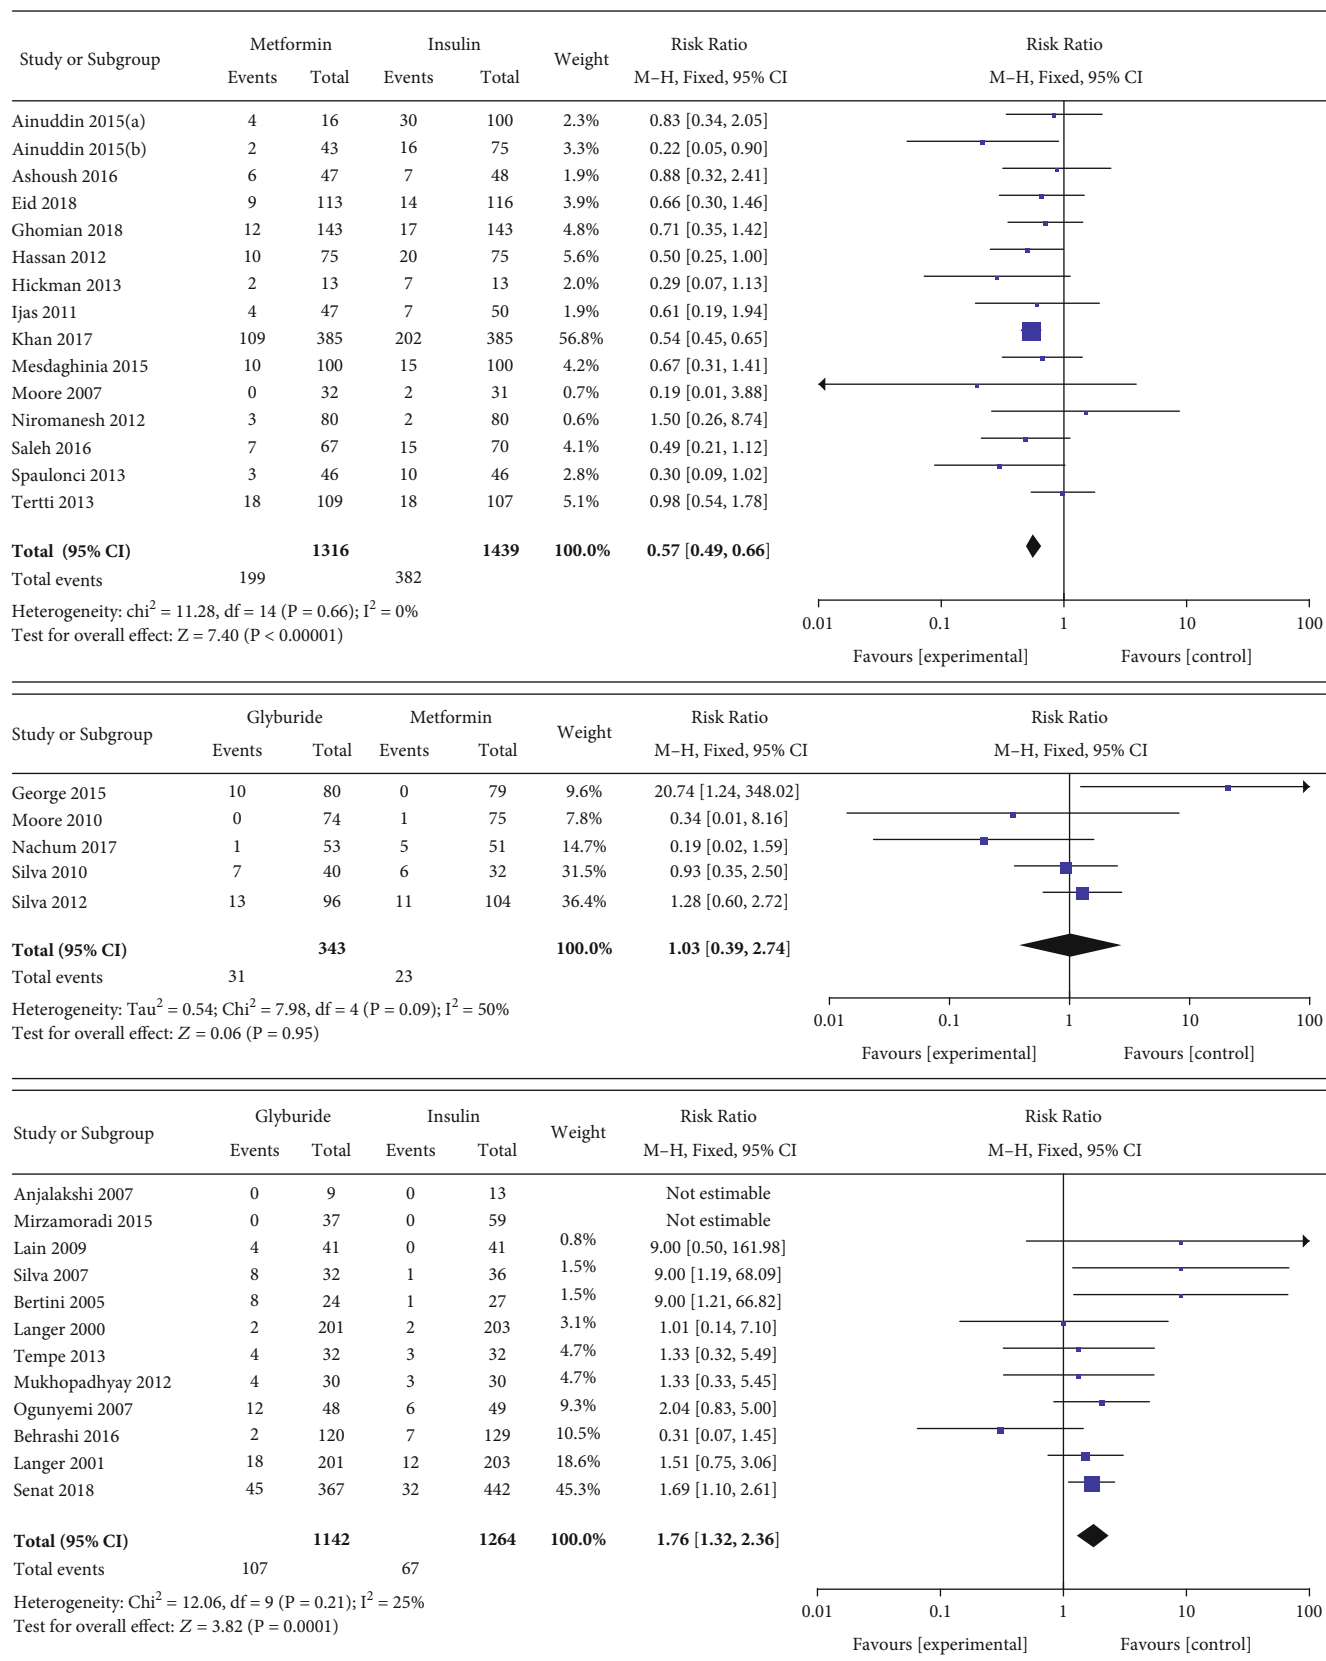 Study or Subgroup Metformin Insulin Weight Risk Ratio Risk Ratio
Events Total Events Total M–H, Fixed, 95% CI M–H, Fixed, 95% CI
Ainuddin 2015(a) 4 16 30 100 2.3% 0.83 [0.34, 2.05]
Ainuddin 2015(b) 2 43 16 75 3.3% 0.22 [0.05, 0.90]
Ashoush 2016 6 47 7 48 1.9% 0.88 [0.32, 2.41]
Eid 2018 9 113 14 116 3.9% 0.66 [0.30, 1.46]
Ghomian 2018 12 143 17 143 4.8% 0.71 [0.35, 1.42]
Hassan 2012 10 75 20 75 5.6% 0.50 [0.25, 1.00]
Hickman 2013 2 13 7 13 2.0% 0.29 [0.07, 1.13]
Ijas 2011 4 47 7 50 1.9% 0.61 [0.19, 1.94]
Khan 2017 109 385 202 385 56.8% 0.54 [0.45, 0.65]
Mesdaghinia 2015 10 100 15 100 4.2% 0.67 [0.31, 1.41]
Moore 2007 0 32 2 31 0.7% 0.19 [0.01, 3.88]
Niromanesh 2012 3 80 2 80 0.6% 1.50 [0.26, 8.74]
Saleh 2016 7 67 15 70 4.1% 0.49 [0.21, 1.12]
Spaulonci 2013 3 46 10 46 2.8% 0.30 [0.09, 1.02]
Tertti 2013 18 109 18 107 5.1% 0.98 [0.54, 1.78]
Total (95% CI) 1316 1439 100.0% 0.57 [0.49, 0.66]
Total events 199 382
Heterogeneity: chi² = 11.28, df = 14 (P = 0.66); I² = 0%
Test for overall effect: Z = 7.40 (P < 0.00001)
0.01 0.1 1 10 100
Favours [experimental] Favours [control]
Study or Subgroup Glyburide Metformin Weight Risk Ratio Risk Ratio
Events Total Events Total M–H, Fixed, 95% CI M–H, Fixed, 95% CI
George 2015 10 80 0 79 9.6% 20.74 [1.24, 348.02]
Moore 2010 0 74 1 75 7.8% 0.34 [0.01, 8.16]
Nachum 2017 1 53 5 51 14.7% 0.19 [0.02, 1.59]
Silva 2010 7 40 6 32 31.5% 0.93 [0.35, 2.50]
Silva 2012 13 96 11 104 36.4% 1.28 [0.60, 2.72]
Total (95% CI) 343 100.0% 1.03 [0.39, 2.74]
Total events 31 23
Heterogeneity: Tau² = 0.54; Chi² = 7.98, df = 4 (P = 0.09); I² = 50%
Test for overall effect: Z = 0.06 (P = 0.95)
0.01 0.1 1 10 100
Favours [experimental] Favours [control]
Study or Subgroup Glyburide Insulin Weight Risk Ratio Risk Ratio
Events Total Events Total M–H, Fixed, 95% CI M–H, Fixed, 95% CI
Anjalakshi 2007 0 9 0 13 Not estimable
Mirzamoradi 2015 0 37 0 59 Not estimable
Lain 2009 4 41 0 41 0.8% 9.00 [0.50, 161.98]
Silva 2007 8 32 1 36 1.5% 9.00 [1.19, 68.09]
Bertini 2005 8 24 1 27 1.5% 9.00 [1.21, 66.82]
Langer 2000 2 201 2 203 3.1% 1.01 [0.14, 7.10]
Tempe 2013 4 32 3 32 4.7% 1.33 [0.32, 5.49]
Mukhopadhyay 2012 4 30 3 30 4.7% 1.33 [0.33, 5.45]
Ogunyemi 2007 12 48 6 49 9.3% 2.04 [0.83, 5.00]
Behrashi 2016 2 120 7 129 10.5% 0.31 [0.07, 1.45]
Langer 2001 18 201 12 203 18.6% 1.51 [0.75, 3.06]
Senat 2018 45 367 32 442 45.3% 1.69 [1.10, 2.61]
Total (95% CI) 1142 1264 100.0% 1.76 [1.32, 2.36]
Total events 107 67
Heterogeneity: Chi² = 12.06, df = 9 (P = 0.21); I² = 25%
Test for overall effect: Z = 3.82 (P = 0.0001)
0.01 0.1 1 10 100
Favours [experimental] Favours [control]